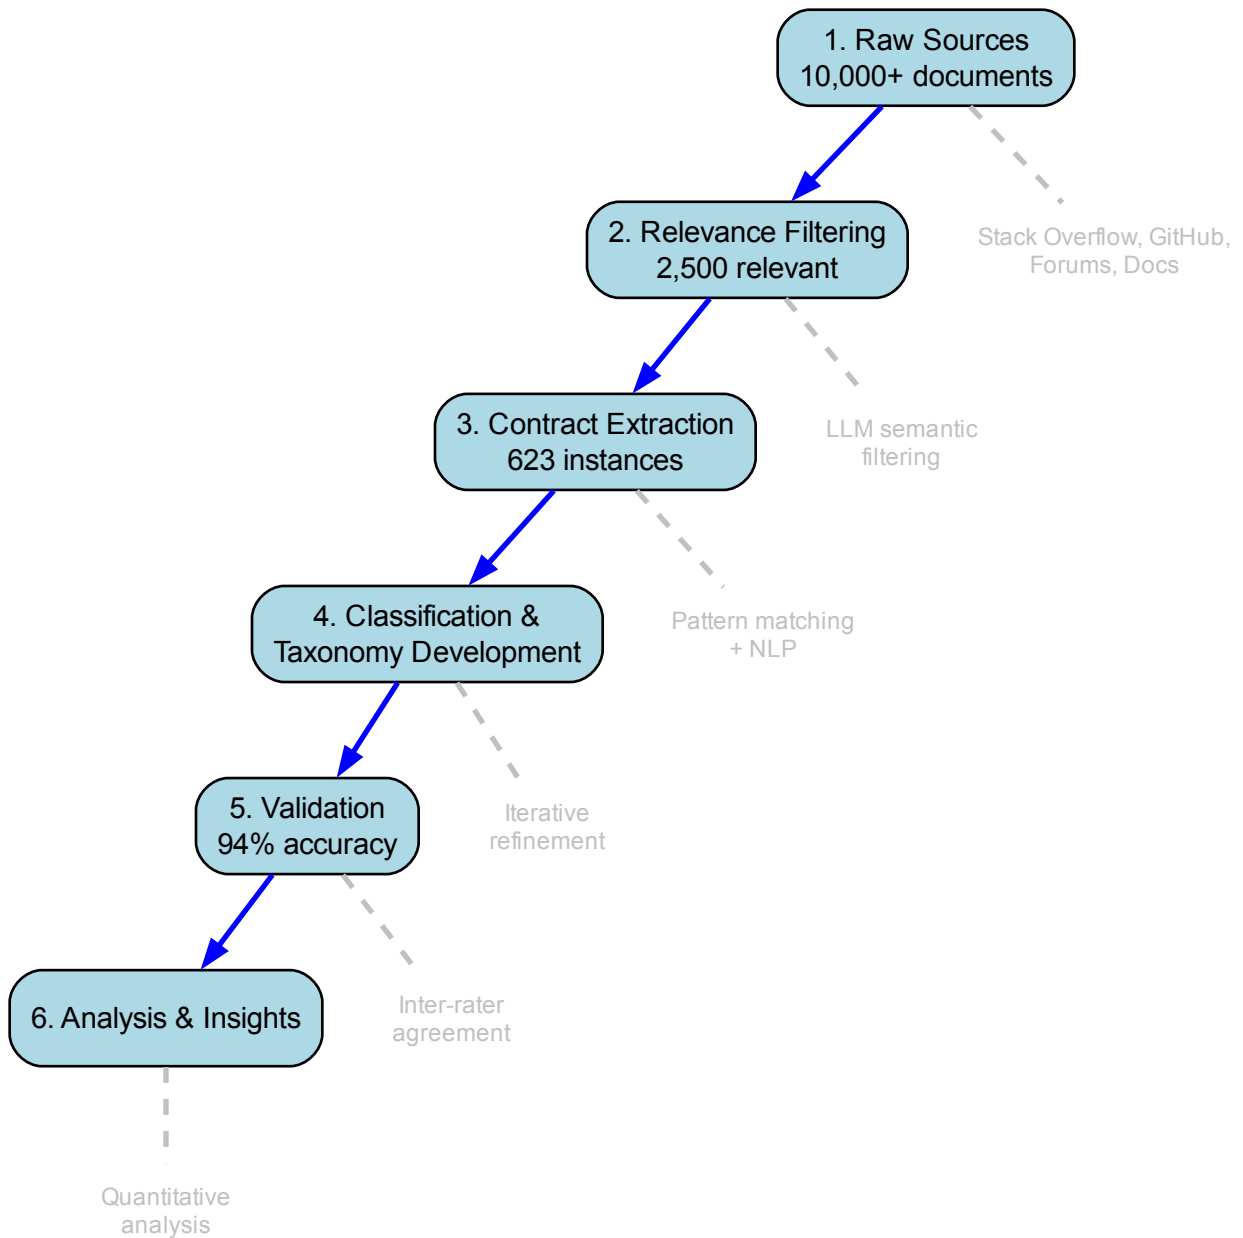 1. Raw Sources
10,000+ documents
Stack Overflow, GitHub,
Forums, Docs
2. Relevance Filtering
2,500 relevant
LLM semantic
filtering
3. Contract Extraction
623 instances
Pattern matching
+ NLP
4. Classification &
Taxonomy Development
Iterative
refinement
5. Validation
94% accuracy
Inter-rater
agreement
6. Analysis & Insights
Quantitative
analysis